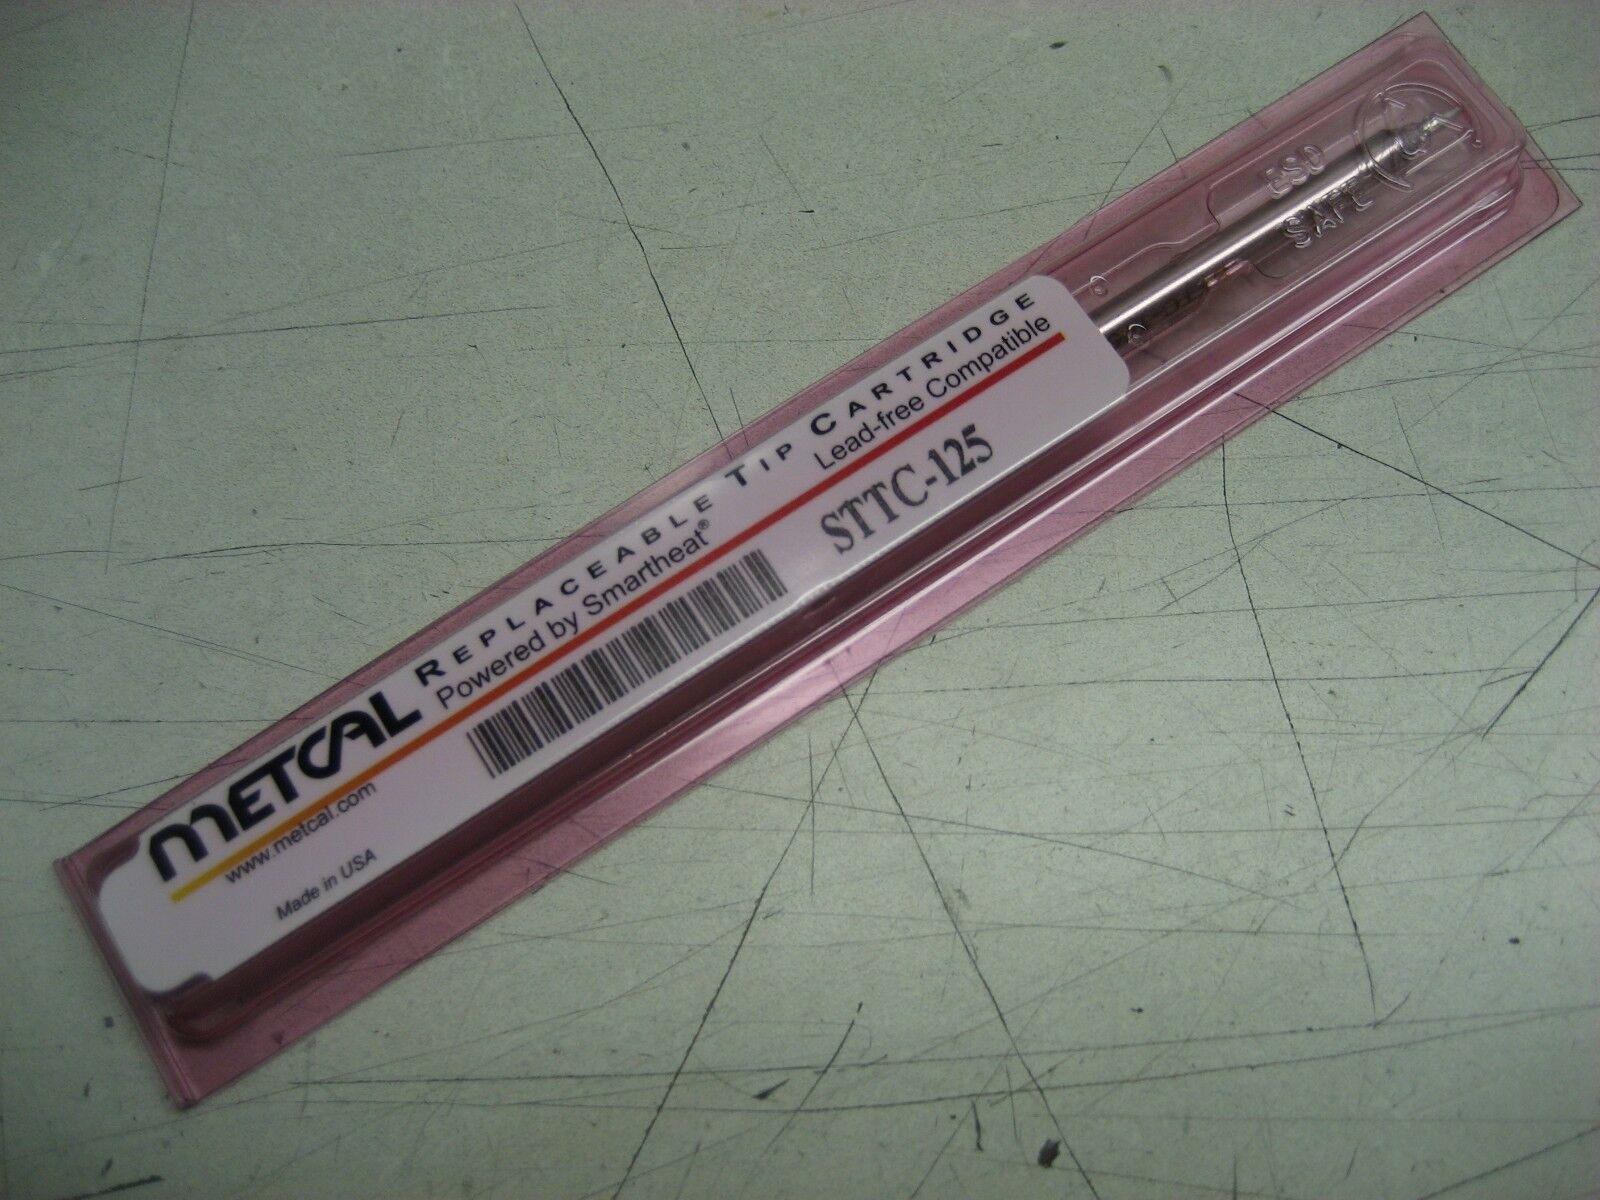 METCAL REPLACEABLE TIP CARTRIDGE
Powered by Smartheat® Lead-free Compatible
www.metcal.com
STTC-125
Made in USA
ESD
SAFE